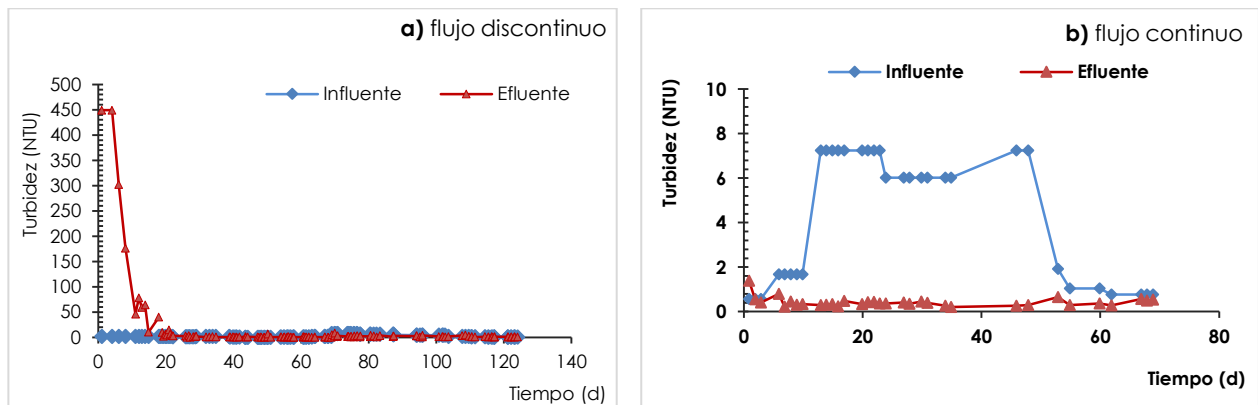 a) flujo discontinuo
Influente
Efluente
Turbidez (NTU)
500
450
400
350
300
250
200
150
100
50
0
0 20 40 60 80 100 120 140
Tiempo (d)
b) flujo continuo
Influente
Efluente
Turbidez (NTU)
10
8
6
4
2
0
0 20 40 60 80
Tiempo (d)